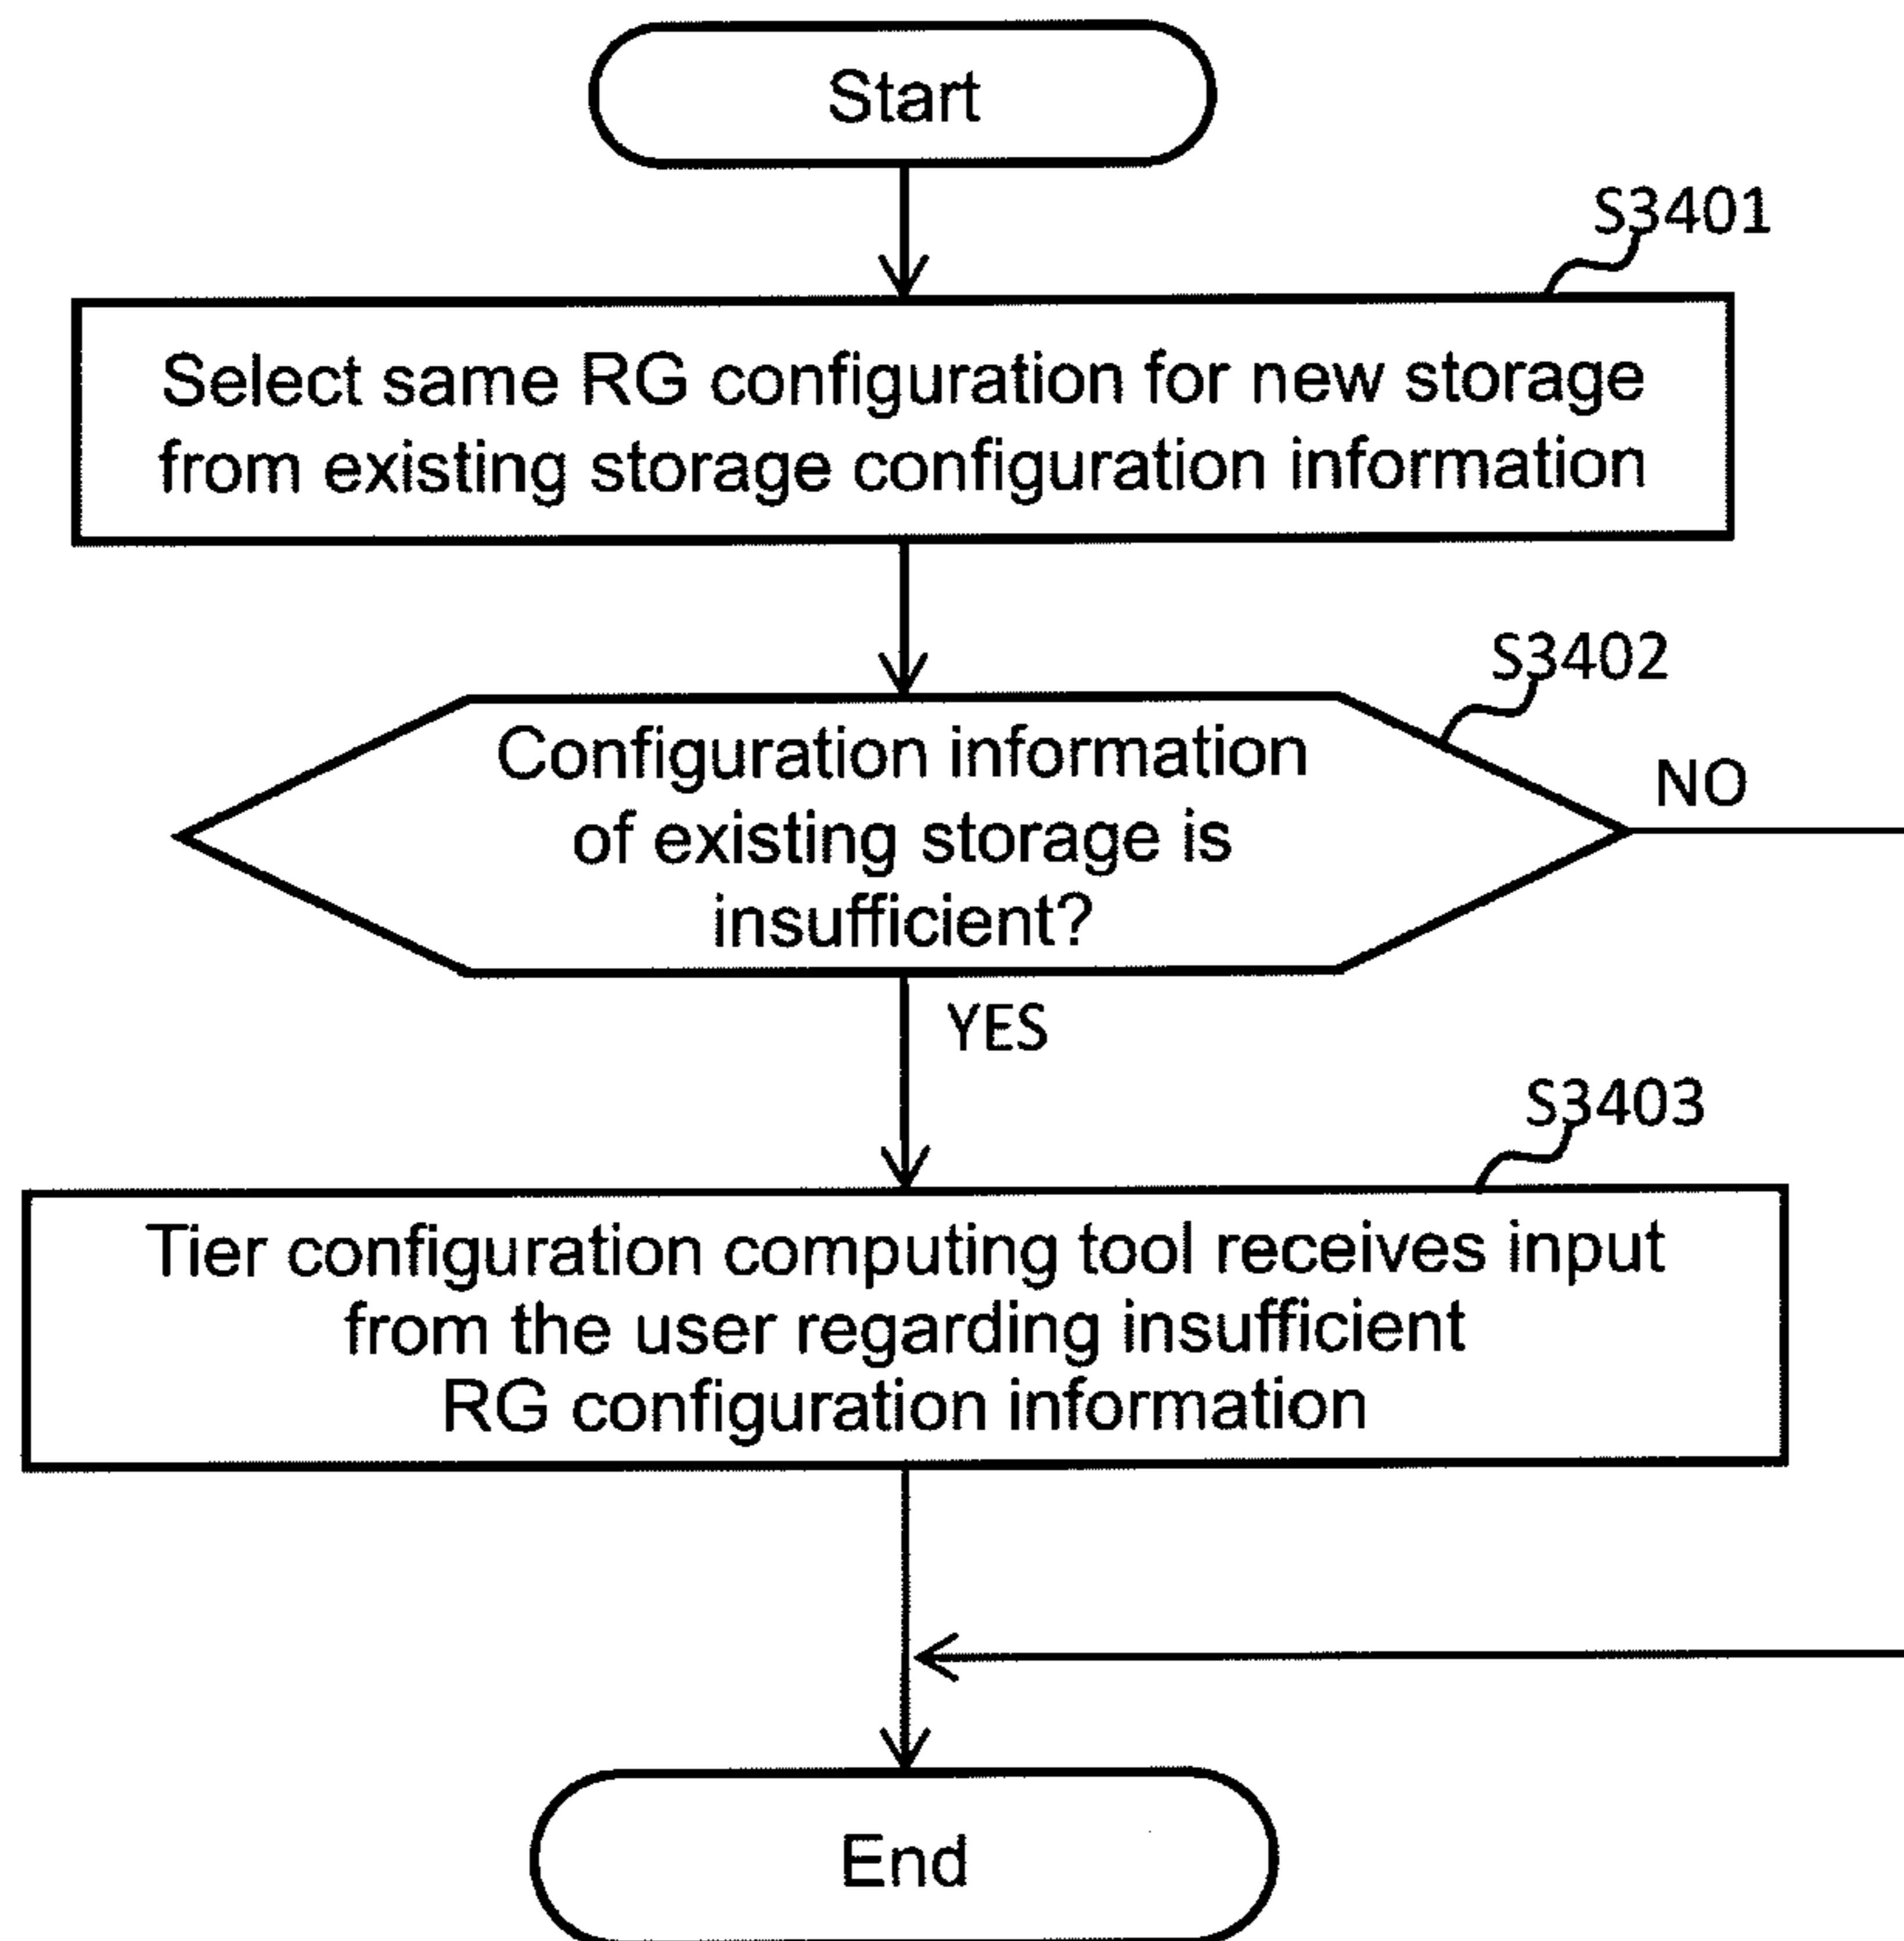 Start
S3401
Select same RG configuration for new storage
from existing storage configuration information
S3402
Configuration information
of existing storage is
insufficient?
NO
YES
S3403
Tier configuration computing tool receives input
from the user regarding insufficient
RG configuration information
End